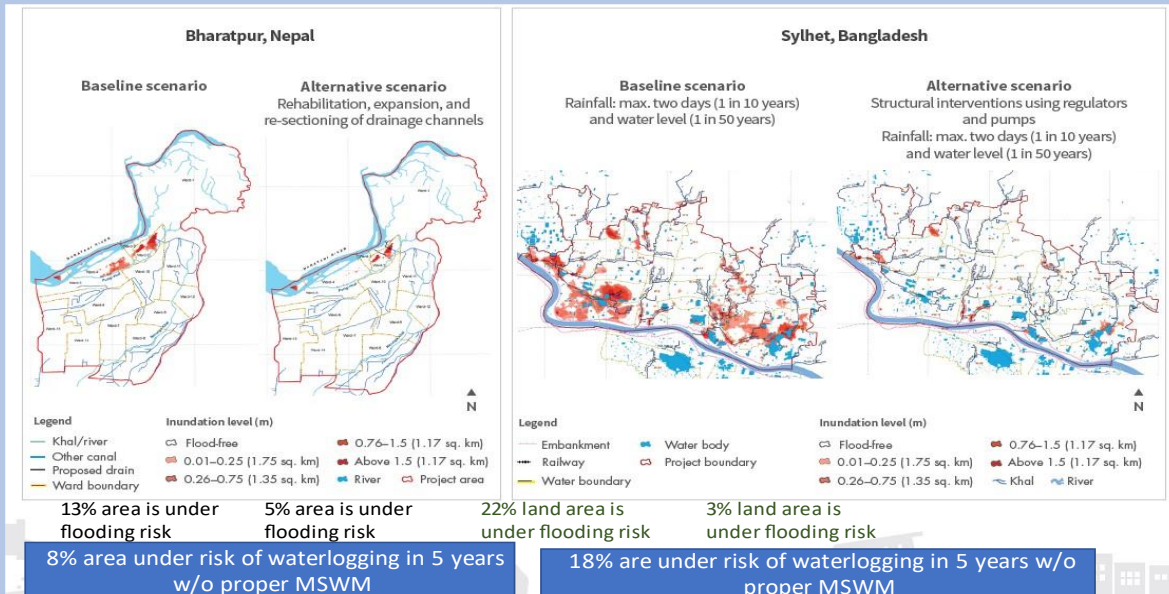 Bharatpur, Nepal
Baseline scenario
Alternative scenario
Rehabilitation, expansion, and
re-sectioning of drainage channels
Legend
Khal/river
Other canal
Proposed drain
Ward boundary
Inundation level (m)
Flood-free
0.01–0.25 (1.75 sq. km)
0.26–0.75 (1.35 sq. km)
0.76–1.5 (1.17 sq. km)
Above 1.5 (1.17 sq. km)
River
Project area
N
Sylhet, Bangladesh
Baseline scenario
Rainfall: max. two days (1 in 10 years)
and water level (1 in 50 years)
Alternative scenario
Structural interventions using regulators
and pumps
Rainfall: max. two days (1 in 10 years)
and water level (1 in 50 years)
Legend
Embankment
Railway
Water boundary
Water body
Project boundary
Flood-free
0.01–0.25 (1.75 sq. km)
0.26–0.75 (1.35 sq. km)
Inundation level (m)
0.76–1.5 (1.17 sq. km)
Above 1.5 (1.17 sq. km)
Khal
River
N
13% area is under
flooding risk
5% area is under
flooding risk
22% land area is
under flooding risk
3% land area is
under flooding risk
8% area under risk of waterlogging in 5 years
w/o proper MSWM
18% are under risk of waterlogging in 5 years w/o
proper MSWM